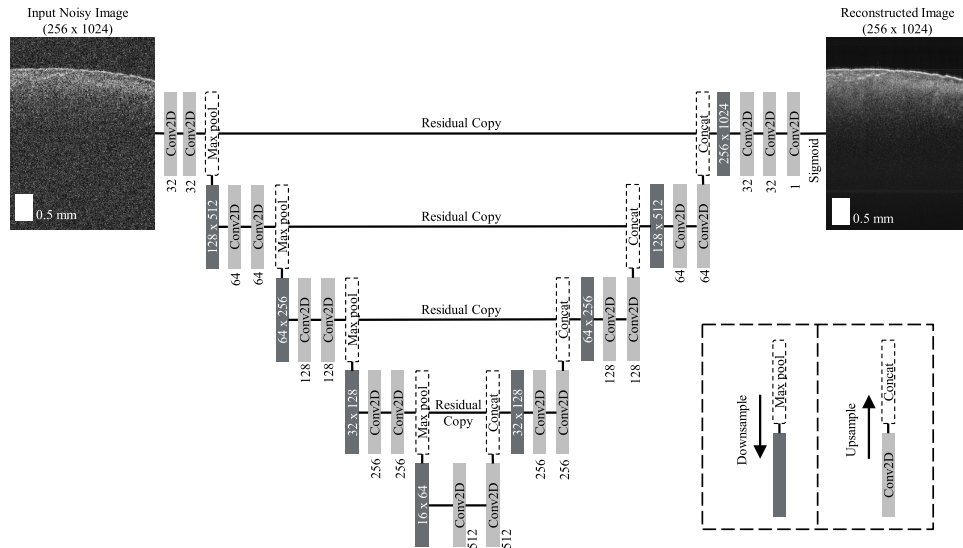 Input Noisy Image
(256 x 1024)
Reconstructed Image
(256 x 1024)
0.5 mm
Conv2D
32
Conv2D
32
Max pool
Residual Copy
Concat
256 x 1024
Conv2D
32
Conv2D
32
Conv2D
1
Sigmoid
0.5 mm
128 x 512
Conv2D
64
Conv2D
64
Max pool
Residual Copy
Concat
128 x 512
Conv2D
64
Conv2D
64
64 x 256
Conv2D
128
Conv2D
128
Max pool
Residual Copy
Concat
64 x 256
Conv2D
128
Conv2D
128
32 x 128
Conv2D
256
Conv2D
256
Max pool
Residual
Copy
Concat
32 x 128
Conv2D
256
Conv2D
256
16 x 64
Conv2D
512
Conv2D
512
Downsample
Max pool
Upsample
Concat
Conv2D